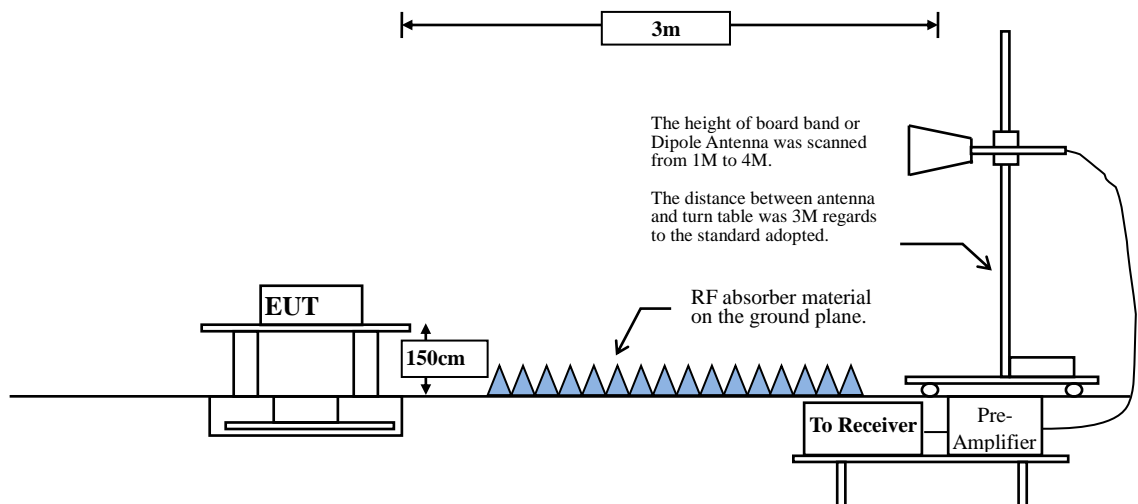 3m
The height of board band or
Dipole Antenna was scanned
from 1M to 4M.
The distance between antenna
and turn table was 3M regards
to the standard adopted.
EUT
RF absorber material
on the ground plane.
150cm
To Receiver
Pre-
Amplifier